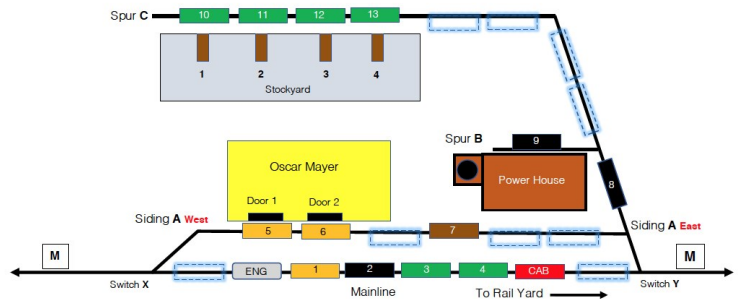 Spur C
10 11 12 13
1 2 3 4
Stockyard
Spur B
9
Oscar Mayer
Power House
8
Door 1 Door 2
Siding A West
5 6 7
Siding A East
M
M
ENG 1 2 3 4 CAB
Switch X
Mainline
Switch Y
To Rail Yard